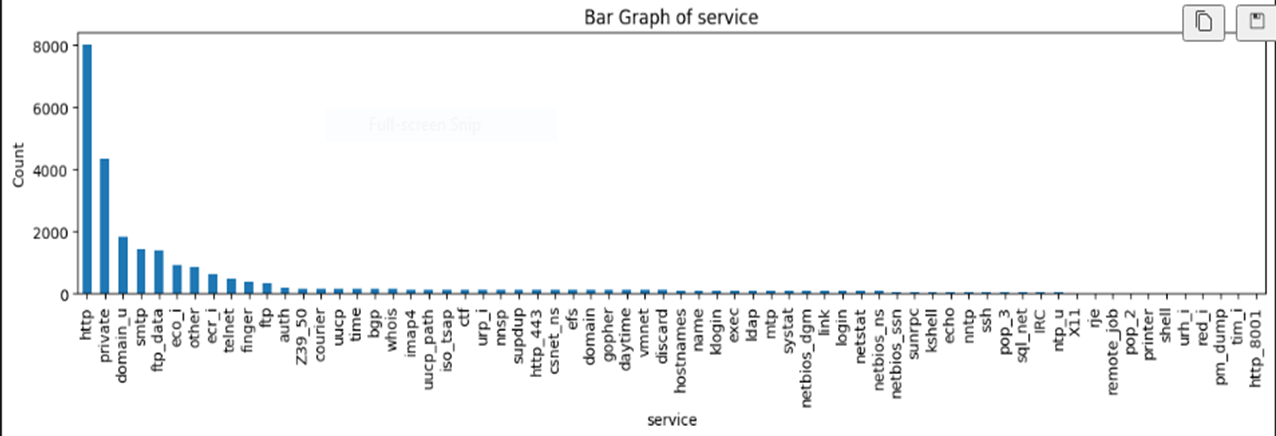 Bar Graph of service
Full-screen Snip
Count
8000
6000
4000
2000
0
http
private
domain_u
smtp
ftp_data
eco_i
other
ecr_i
telnet
finger
ftp
auth
Z39_50
courier
uucp
time
bgp
whois
imap4
uucp_path
iso_tsap
ctf
urp_i
nnsp
supdup
http_443
csnet_ns
efs
domain
gopher
daytime
vmnet
discard
hostnames
name
klogin
exec
ldap
mtp
systat
netbios_dgm
link
login
netstat
netbios_ns
netbios_ssn
sunrpc
kshell
echo
nntp
ssh
pop_3
sql_net
IRC
ntp_u
X11
rje
remote_job
pop_2
printer
shell
urh_i
red_i
pm_dump
tim_i
http_8001
service